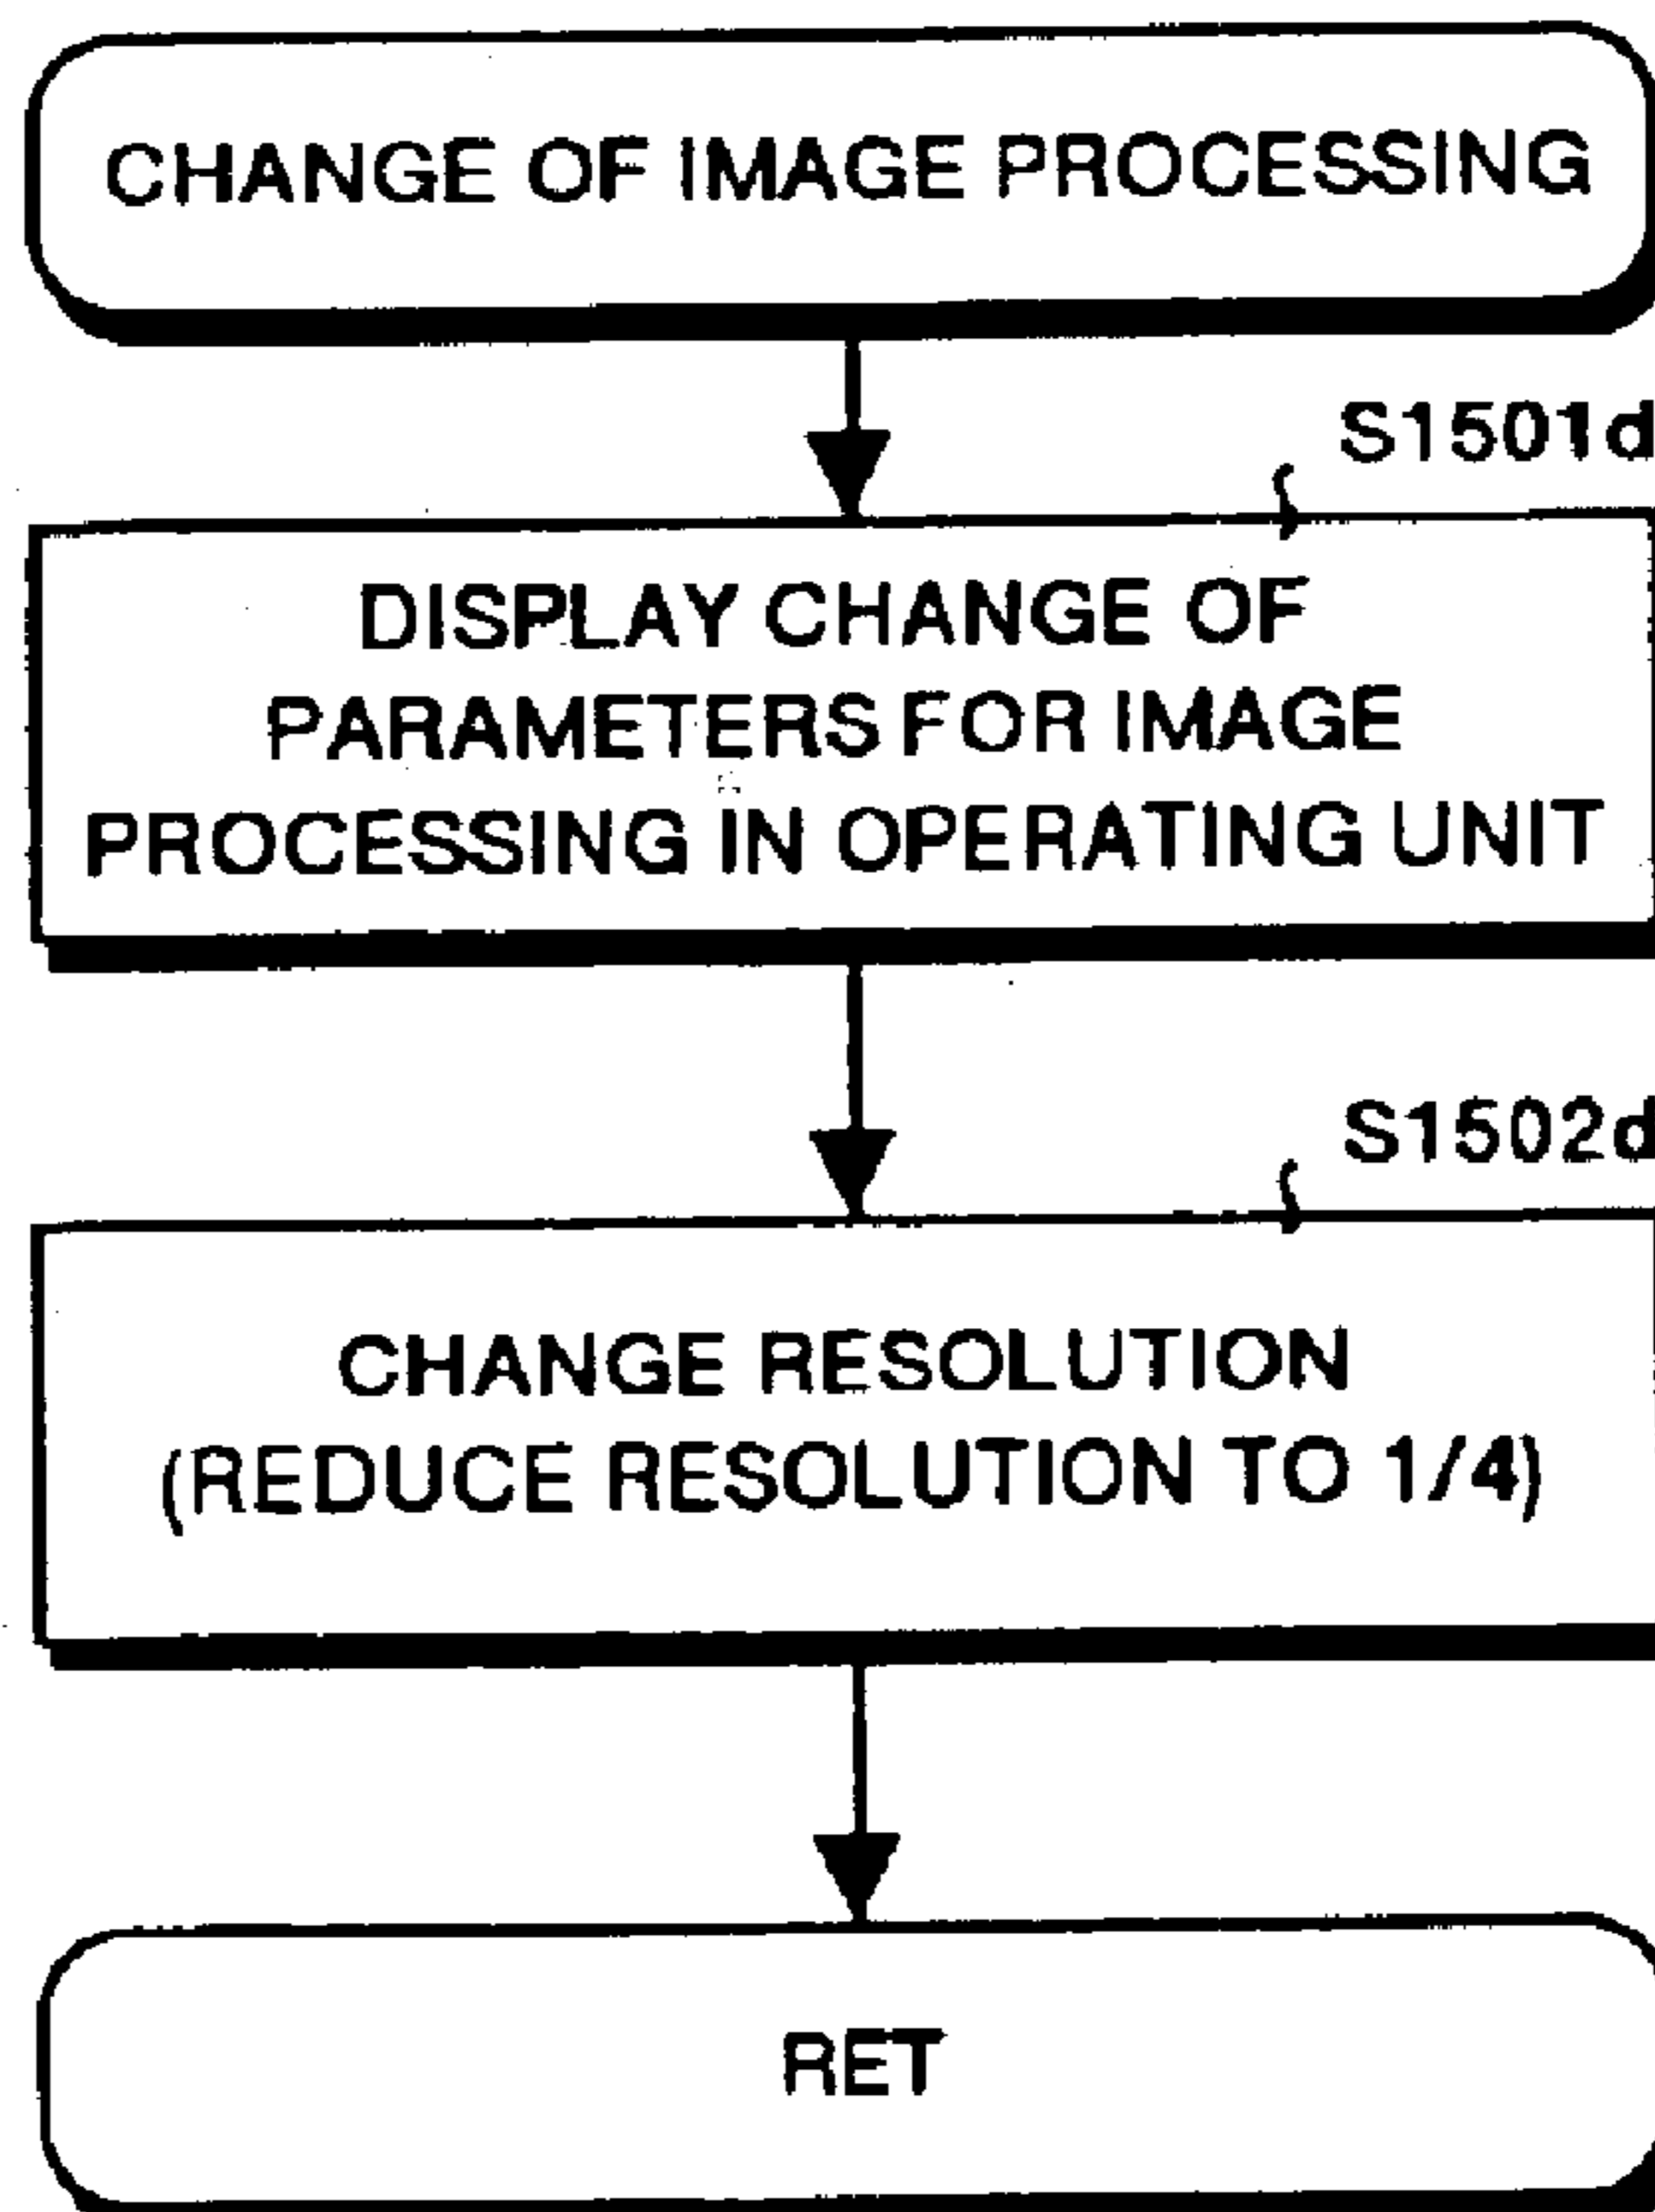 CHANGE OF IMAGE PROCESSING
S1501d
DISPLAY CHANGE OF
PARAMETERS FOR IMAGE
PROCESSING IN OPERATING UNIT
S1502d
CHANGE RESOLUTION
(REDUCE RESOLUTION TO 1/4)
RET